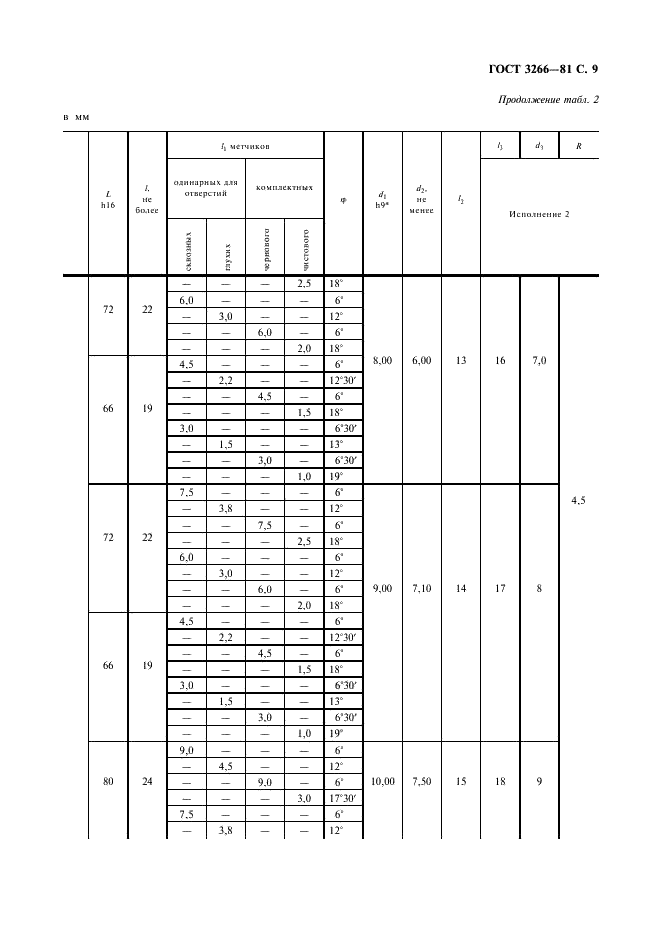 ГОСТ 3266—81 С. 9
Продолжение табл. 2
в мм
L h16 l, не более l₁ метчиков φ d₁ h9* d₂, не менее l₂ l₃ d₃ R
одинарных для отверстий комплектных Исполнение 2
сквозных глухих чернового чистового
— — — 2,5 18°
6,0 — — — 6°
72 22 — 3,0 — — 12°
— — 6,0 — 6°
— — — 2,0 18°
4,5 — — — 6° 8,00 6,00 13 16 7,0
— 2,2 — — 12°30′
— — 4,5 — 6°
66 19 — — — 1,5 18°
3,0 — — — 6°30′
— 1,5 — — 13°
— — 3,0 — 6°30′
— — — 1,0 19°
7,5 — — — 6° 4,5
— 3,8 — — 12°
— — 7,5 — 6°
72 22 — — — 2,5 18°
6,0 — — — 6°
— 3,0 — — 12°
— — 6,0 — 6° 9,00 7,10 14 17 8
— — — 2,0 18°
4,5 — — — 6°
— 2,2 — — 12°30′
— — 4,5 — 6°
66 19 — — — 1,5 18°
3,0 — — — 6°30′
— 1,5 — — 13°
— — 3,0 — 6°30′
— — — 1,0 19°
9,0 — — — 6°
— 4,5 — — 12°
80 24 — — 9,0 — 6° 10,00 7,50 15 18 9
— — — 3,0 17°30′
7,5 — — — 6°
— 3,8 — — 12°